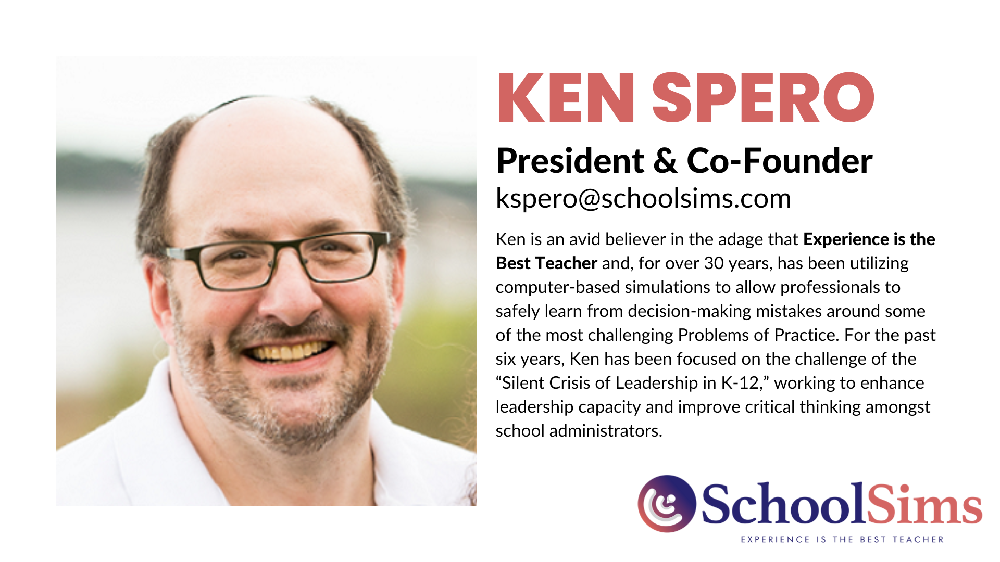 KEN SPERO
President & Co-Founder
kspero@schoolsims.com
Ken is an avid believer in the adage that Experience is the
Best Teacher and, for over 30 years, has been utilizing
computer-based simulations to allow professionals to
safely learn from decision-making mistakes around some
of the most challenging Problems of Practice. For the past
six years, Ken has been focused on the challenge of the
“Silent Crisis of Leadership in K-12,” working to enhance
leadership capacity and improve critical thinking amongst
school administrators.
SchoolSims
EXPERIENCE IS THE BEST TEACHER